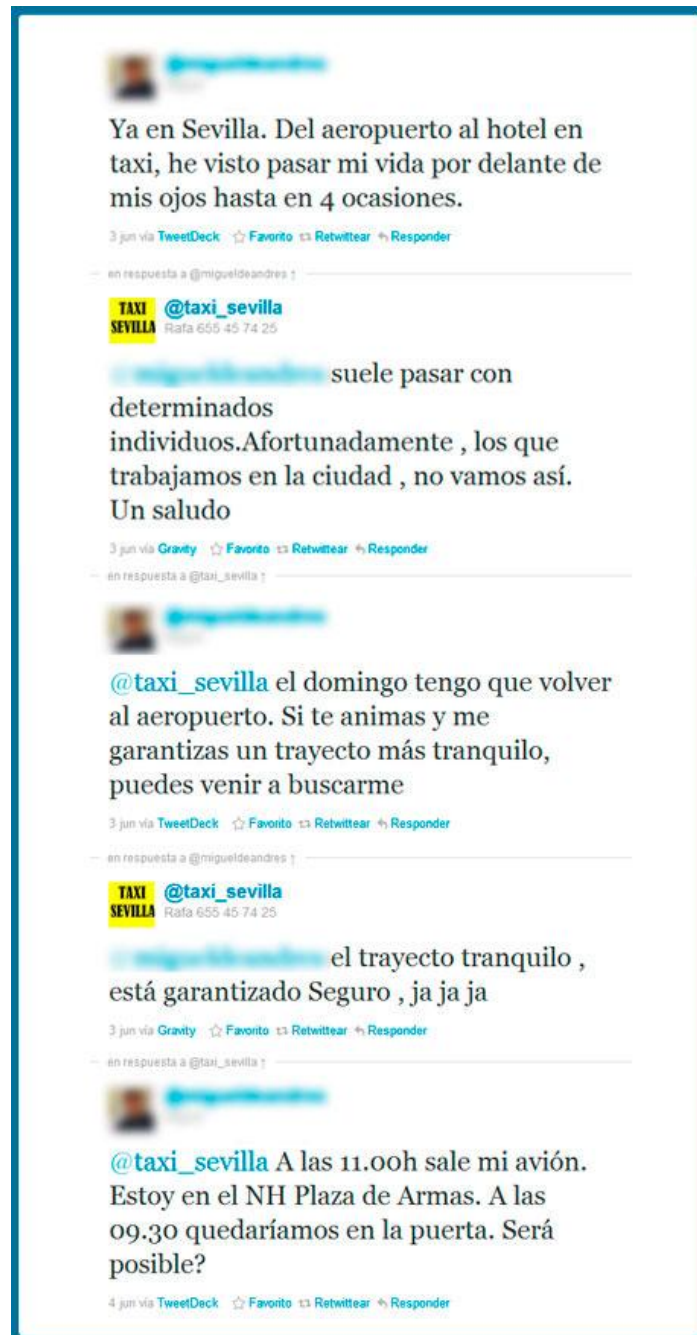 Ya en Sevilla. Del aeropuerto al hotel en
taxi, he visto pasar mi vida por delante de
mis ojos hasta en 4 ocasiones.
3 jun vía TweetDeck Favorito Retwittear Responder
en respuesta a @migueldeandres ↑
TAXI SEVILLA
@taxi_sevilla
Rafa 655 45 74 25
suele pasar con
determinados
individuos.Afortunadamente , los que
trabajamos en la ciudad , no vamos así.
Un saludo
3 jun vía Gravity Favorito Retwittear Responder
en respuesta a @taxi_sevilla ↑
@taxi_sevilla el domingo tengo que volver
al aeropuerto. Si te animas y me
garantizas un trayecto más tranquilo,
puedes venir a buscarme
3 jun vía TweetDeck Favorito Retwittear Responder
en respuesta a @migueldeandres ↑
TAXI SEVILLA
@taxi_sevilla
Rafa 655 45 74 25
el trayecto tranquilo ,
está garantizado Seguro , ja ja ja
3 jun vía Gravity Favorito Retwittear Responder
en respuesta a @taxi_sevilla ↑
@taxi_sevilla A las 11.00h sale mi avión.
Estoy en el NH Plaza de Armas. A las
09.30 quedaríamos en la puerta. Será
posible?
4 jun vía TweetDeck Favorito Retwittear Responder